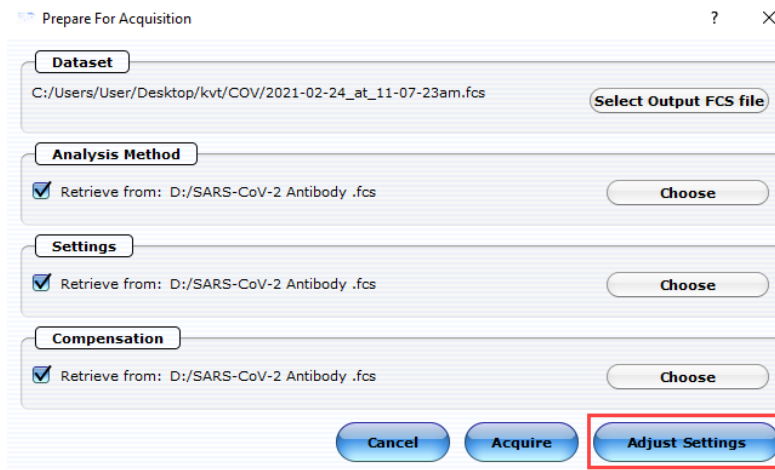 Prepare For Acquisition ?
Dataset
C:/Users/User/Desktop/kvt/COV/2021-02-24_at_11-07-23am.fcs Select Output FCS file
Analysis Method
Retrieve from: D:/SARS-CoV-2 Antibody .fcs Choose
Settings
Retrieve from: D:/SARS-CoV-2 Antibody .fcs Choose
Compensation
Retrieve from: D:/SARS-CoV-2 Antibody .fcs Choose
Cancel Acquire Adjust Settings